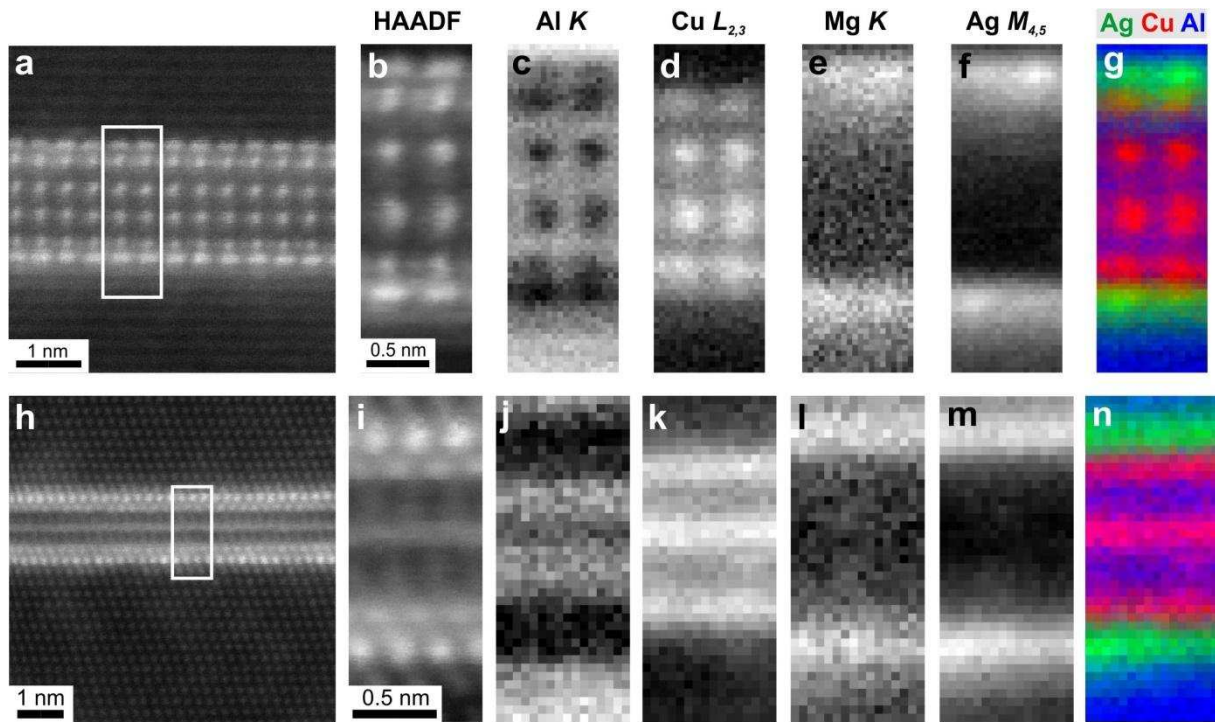 HAADF Al K Cu L2,3 Mg K Ag M4,5 Ag Cu Al
a b c d e f g
1 nm 0.5 nm
h i j k l m n
1 nm 0.5 nm